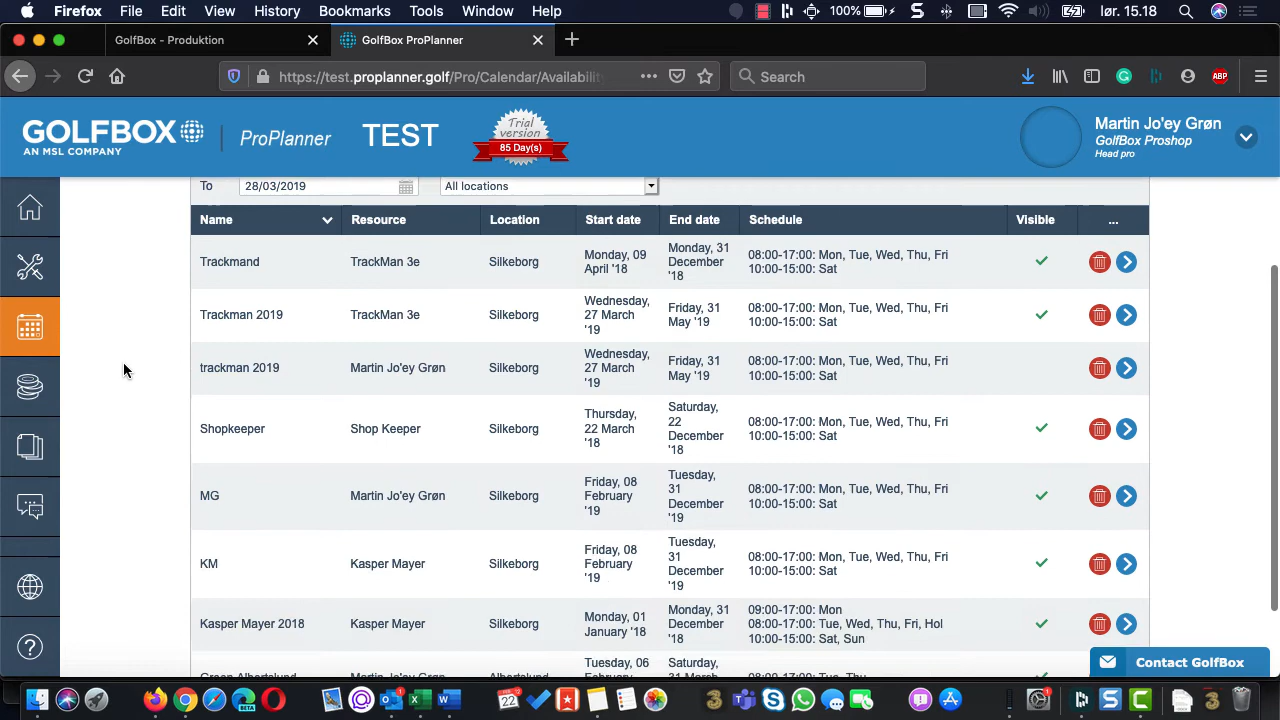 Firefox File Edit View History Bookmarks Tools Window Help 100% lør. 15.18
GolfBox - Produktion GolfBox ProPlanner
https://test.proplanner.golf/Pro/Calendar/Availability Search
GOLFBOX ProPlanner TEST
AN MSL COMPANY
Trial version
85 Day(s)
Martin Jo'ey Grøn
GolfBox Proshop
Head pro
To 28/03/2019 All locations
Name Resource Location Start date End date Schedule Visible ...
Trackmand TrackMan 3e Silkeborg Monday, 09 April '18 Monday, 31 December '18 08:00-17:00: Mon, Tue, Wed, Thu, Fri
10:00-15:00: Sat
Trackman 2019 TrackMan 3e Silkeborg Wednesday, 27 March '19 Friday, 31 May '19 08:00-17:00: Mon, Tue, Wed, Thu, Fri
10:00-15:00: Sat
trackman 2019 Martin Jo'ey Grøn Silkeborg Wednesday, 27 March '19 Friday, 31 May '19 08:00-17:00: Mon, Tue, Wed, Thu, Fri
10:00-15:00: Sat
Shopkeeper Shop Keeper Silkeborg Thursday, 22 March '18 Saturday, 22 December '18 08:00-17:00: Mon, Tue, Wed, Thu, Fri
10:00-15:00: Sat
MG Martin Jo'ey Grøn Silkeborg Friday, 08 February '19 Tuesday, 31 December '19 08:00-17:00: Mon, Tue, Wed, Thu, Fri
10:00-15:00: Sat
KM Kasper Mayer Silkeborg Friday, 08 February '19 Tuesday, 31 December '19 08:00-17:00: Mon, Tue, Wed, Thu, Fri
10:00-15:00: Sat
Kasper Mayer 2018 Kasper Mayer Silkeborg Monday, 01 January '18 Monday, 31 December '18 09:00-17:00: Mon
08:00-17:00: Tue, Wed, Thu, Fri, Hol
10:00-15:00: Sat, Sun
Tuesday, 06 Saturday,
Contact GolfBox